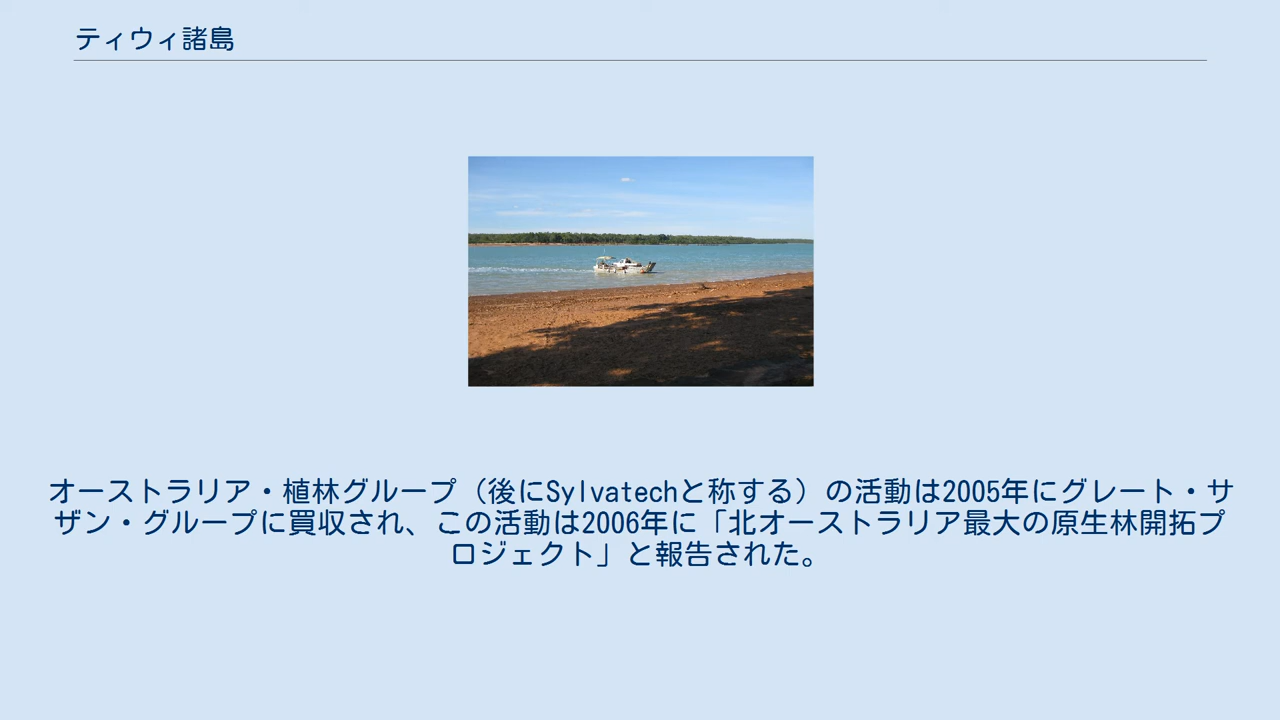 ティウィ諸島
オーストラリア・植林グループ（後にSylvatechと称する）の活動は2005年にグレート・サ
ザン・グループに買収され、この活動は2006年に「北オーストラリア最大の原生林開拓プ
ロジェクト」と報告された。